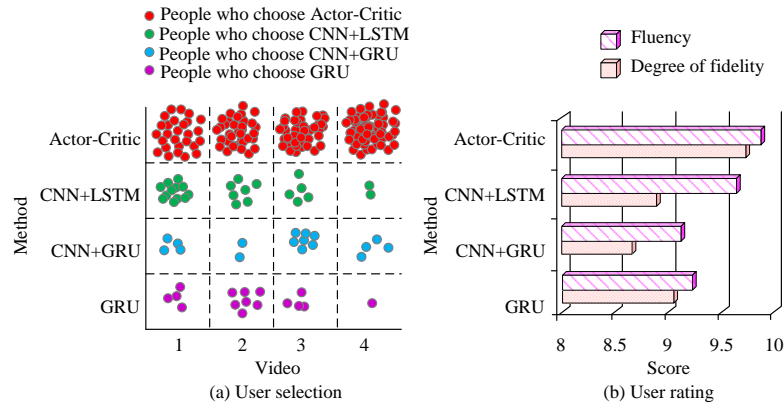 People who choose Actor-Critic
People who choose CNN+LSTM
People who choose CNN+GRU
People who choose GRU
Method
Actor-Critic
CNN+LSTM
CNN+GRU
GRU
1 2 3 4
Video
(a) User selection
Fluency
Degree of fidelity
Method
Actor-Critic
CNN+LSTM
CNN+GRU
GRU
8 8.5 9 9.5 10
Score
(b) User rating